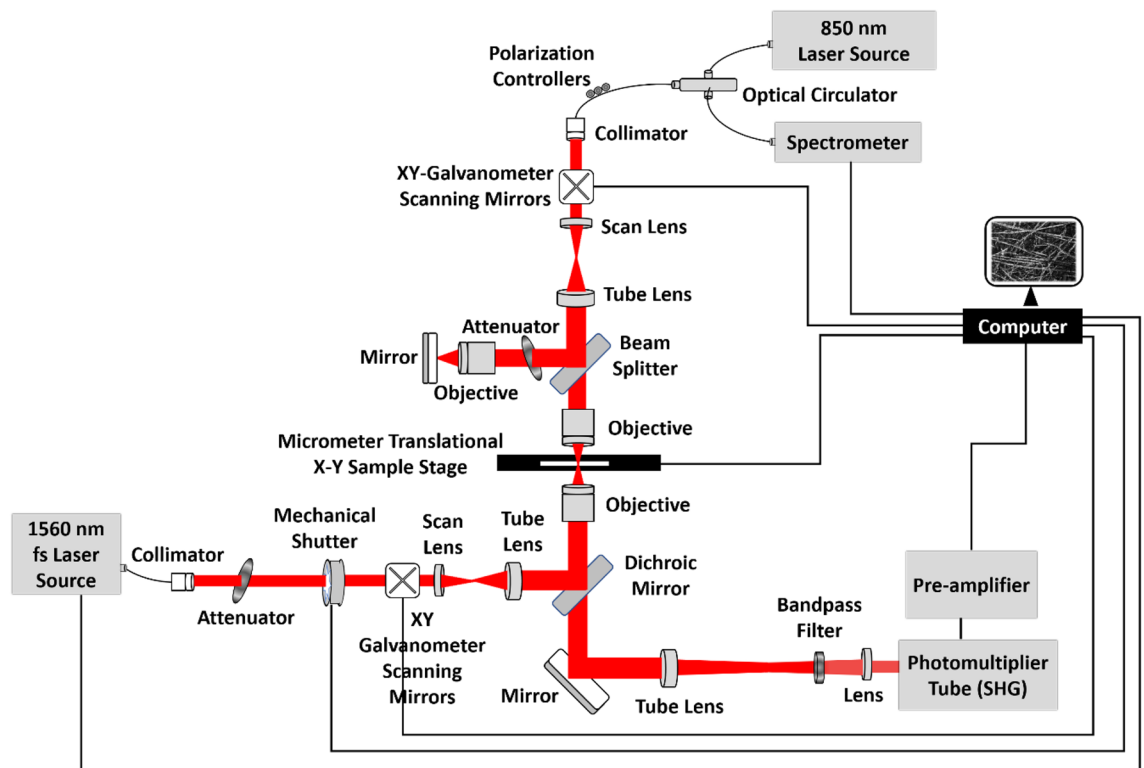 850 nm
Laser Source
Polarization
Controllers
Optical Circulator
Collimator
Spectrometer
XY-Galvanometer
Scanning Mirrors
Scan Lens
Tube Lens
Computer
Attenuator
Mirror
Beam
Splitter
Objective
Objective
Micrometer Translational
X-Y Sample Stage
Objective
1560 nm
fs Laser
Source
Collimator
Mechanical
Shutter
Scan
Lens
Tube
Lens
Dichroic
Mirror
Attenuator
XY
Galvanometer
Scanning
Mirrors
Pre-amplifier
Bandpass
Filter
Mirror
Tube Lens
Lens
Photomultiplier
Tube (SHG)